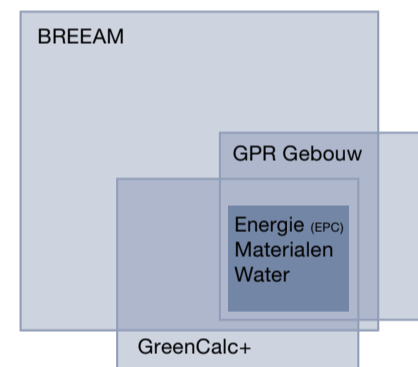 BREEAM
GPR Gebouw
Energie (EPC)
Materialen
Water
GreenCalc+